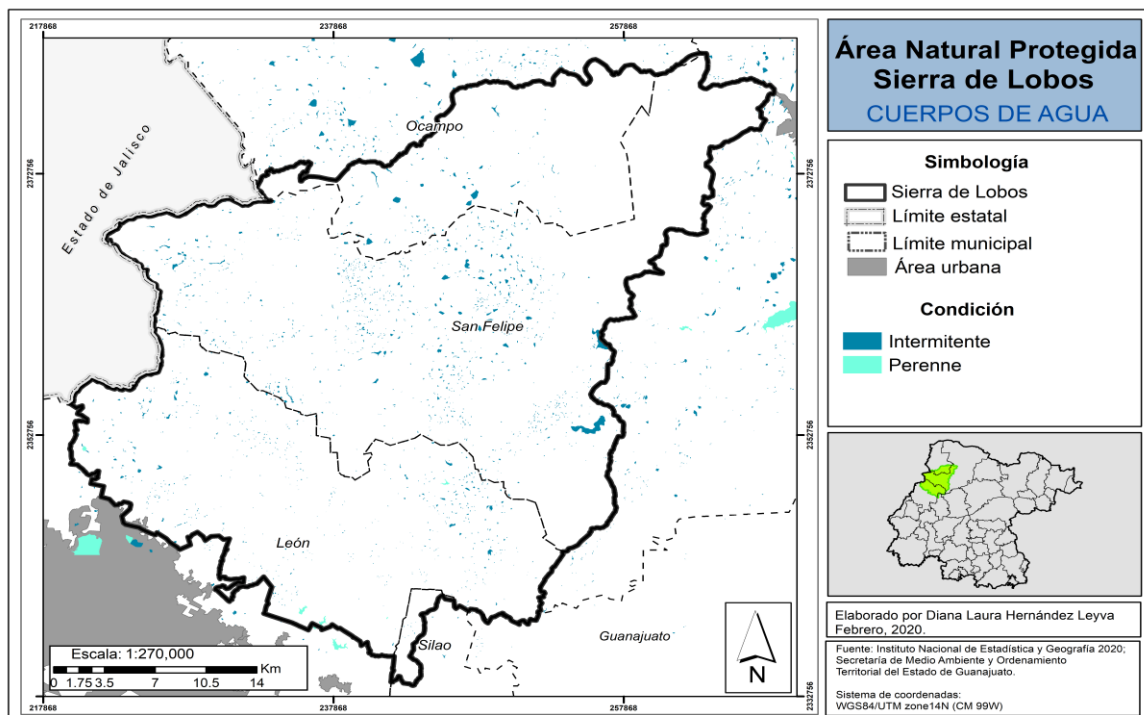 217868
237868
257868
Área Natural Protegida
Sierra de Lobos
CUERPOS DE AGUA
Ocampo
Estado de Jalisco
2372756
2372756
San Felipe
2352756
2352756
León
Silao
Guanajuato
Escala: 1:270,000
Km
0 1.75 3.5 7 10.5 14
N
2332756
217868
237868
257868
Simbología
Sierra de Lobos
Límite estatal
Límite municipal
Área urbana
Condición
Intermitente
Perenne
Elaborado por Diana Laura Hernández Leyva
Febrero, 2020.
Fuente: Instituto Nacional de Estadística y Geografía 2020;
Secretaría de Medio Ambiente y Ordenamiento
Territorial del Estado de Guanajuato.
Sistema de coordenadas:
WGS84/UTM zone14N (CM 99W)